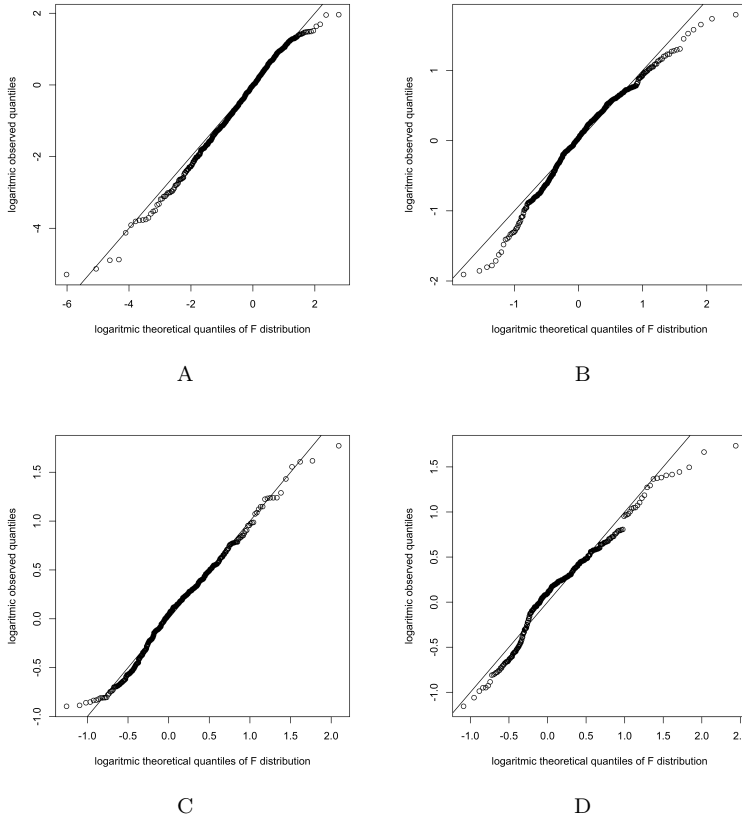 2
0
-2
-4
logaritmic observed quantiles
-6 -4 -2 0 2
logaritmic theoretical quantiles of F distribution
A
1
0
-1
-2
logaritmic observed quantiles
-1 0 1 2
logaritmic theoretical quantiles of F distribution
B
1.5
1.0
0.5
0.0
-0.5
-1.0
logaritmic observed quantiles
-1.0 -0.5 0.0 0.5 1.0 1.5 2.0
logaritmic theoretical quantiles of F distribution
C
1.5
1.0
0.5
0.0
-0.5
-1.0
logaritmic observed quantiles
-1.0 -0.5 0.0 0.5 1.0 1.5 2.0
logaritmic theoretical quantiles of F distribution
D